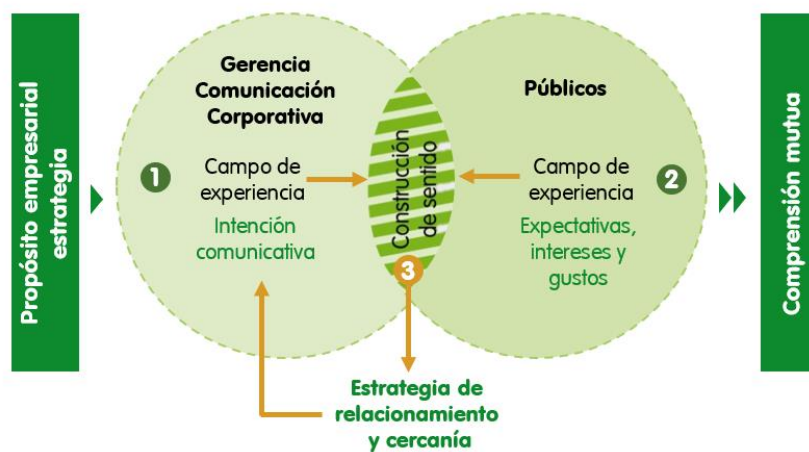 Propósito empresarial
estrategia
Gerencia
Comunicación
Corporativa
1
Campo de
experiencia
Intención
comunicativa
Construcción
de sentido
3
Públicos
Campo de
experiencia
2
Expectativas,
intereses y
gustos
Estrategia de
relacionamiento
y cercanía
Comprensión mutua